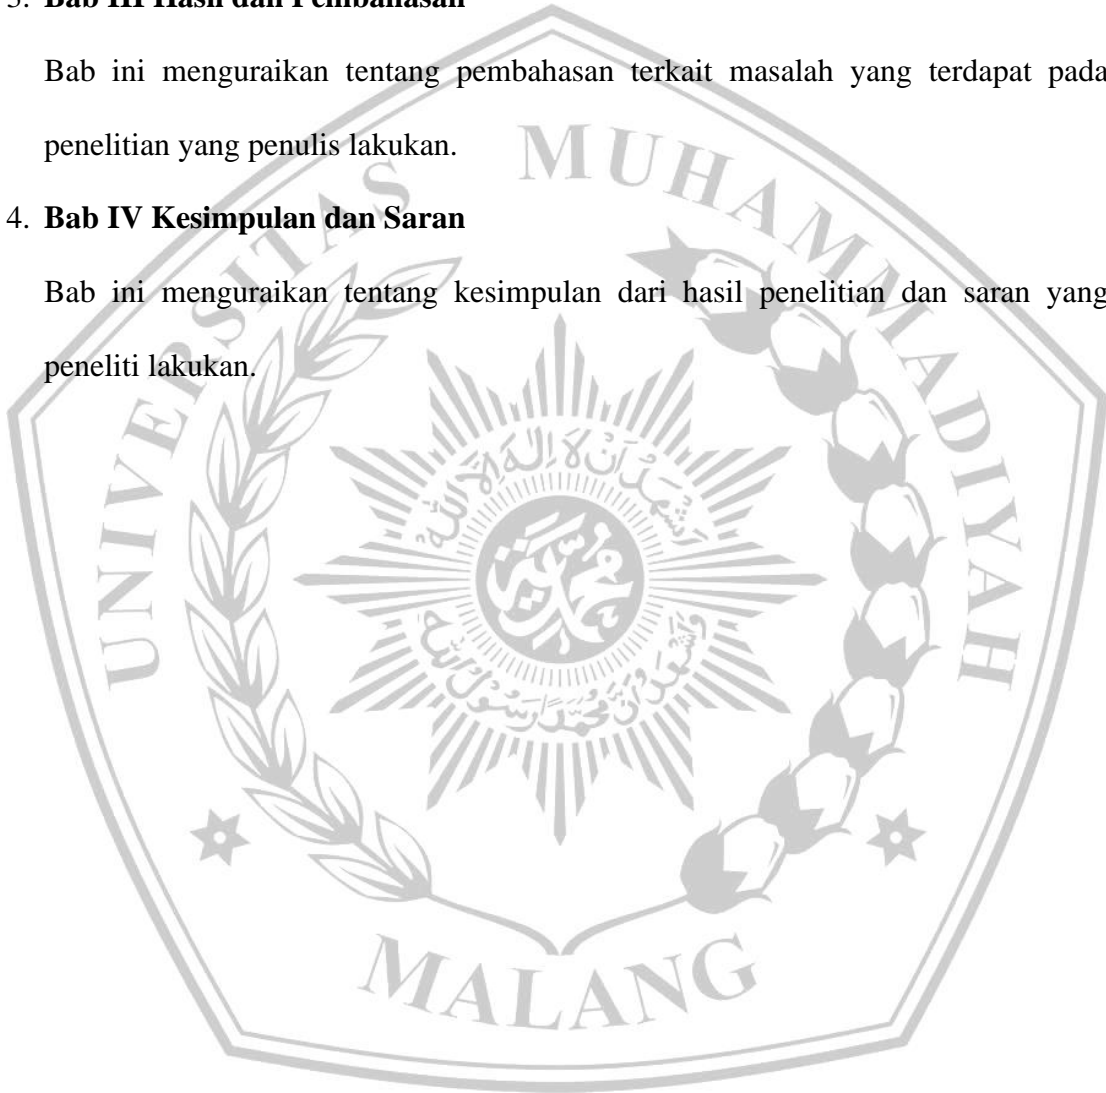 3. Bab III Hasil dan Pembahasan
Bab ini menguraikan tentang pembahasan terkait masalah yang terdapat pada
penelitian yang penulis lakukan.
4. Bab IV Kesimpulan dan Saran
Bab ini menguraikan tentang kesimpulan dari hasil penelitian dan saran yang
peneliti lakukan.
UNIVERSITAS MUHAMMADIYAH
MALANG